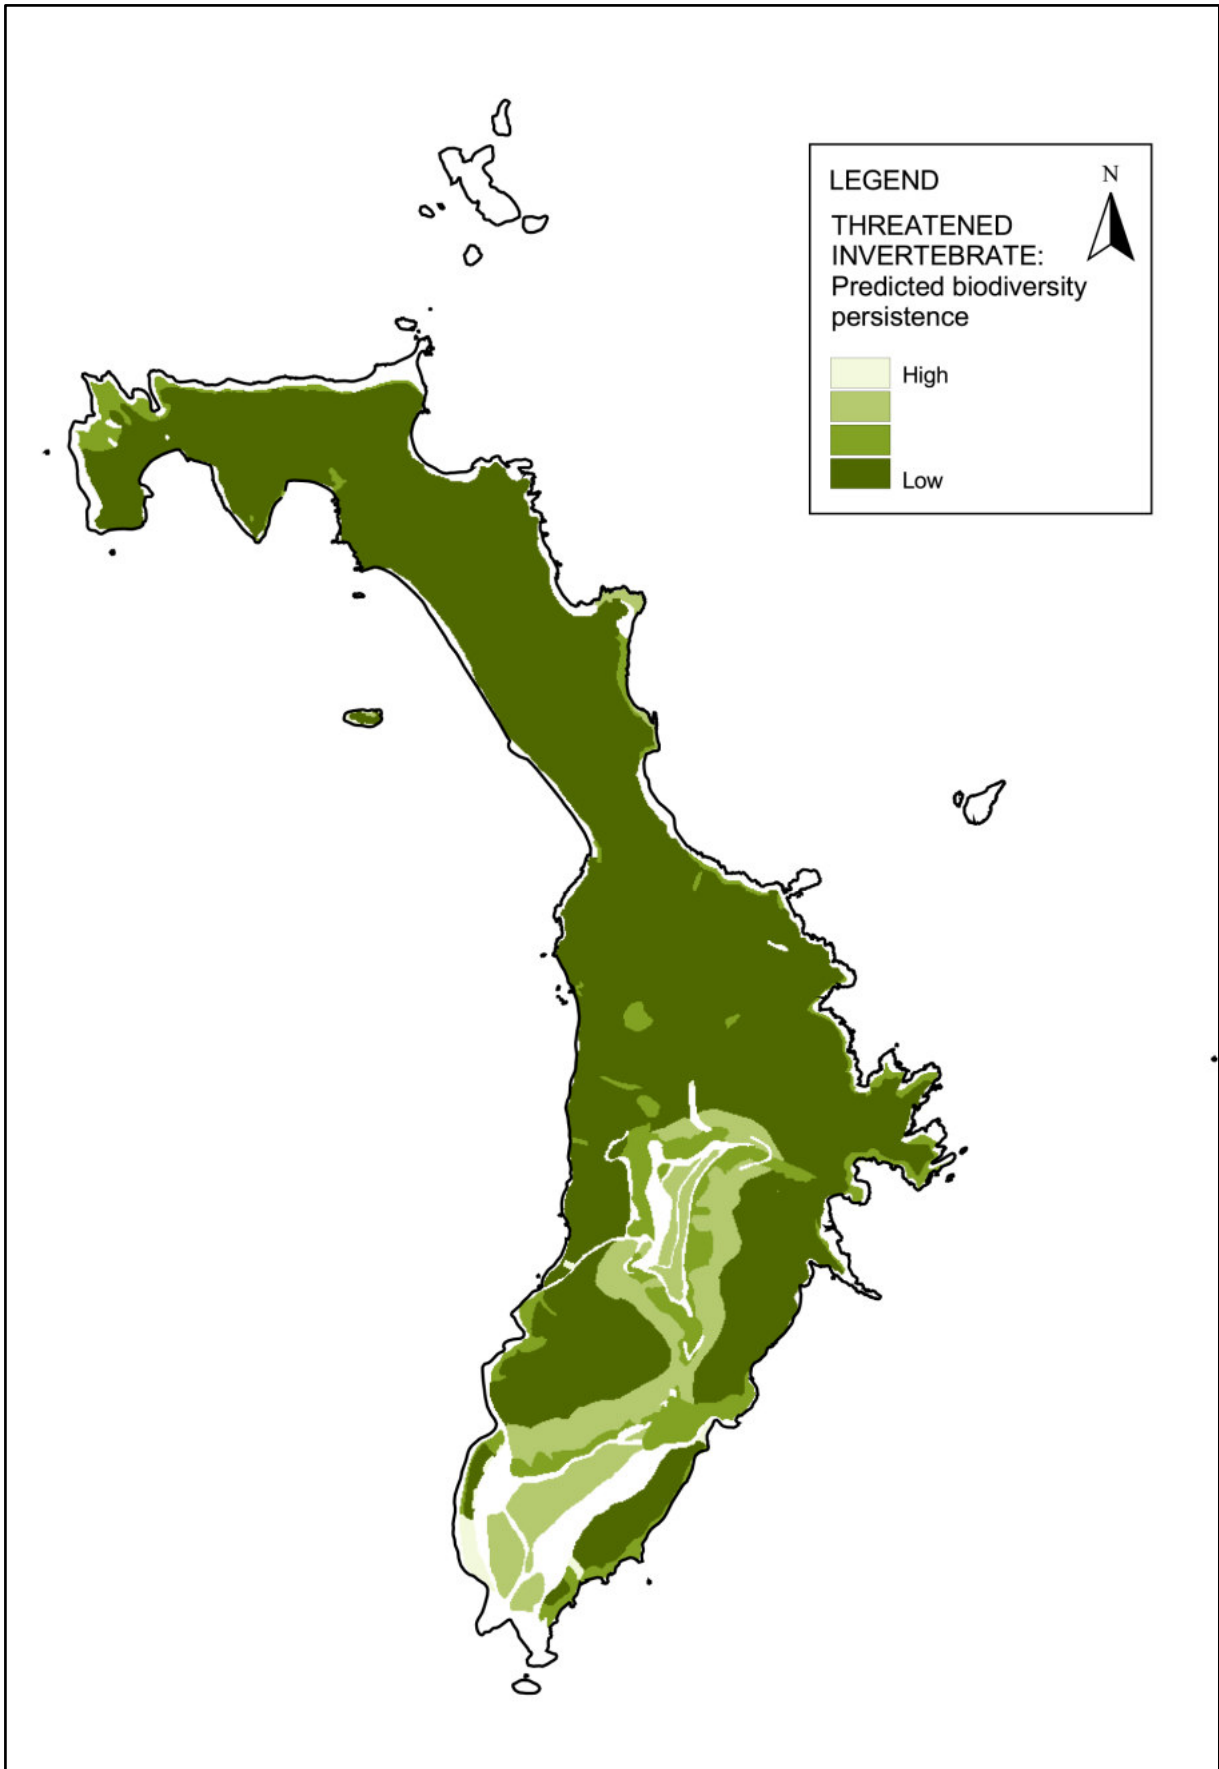 LEGEND
N
THREATENED
INVERTEBRATE:
Predicted biodiversity
persistence
High
Low